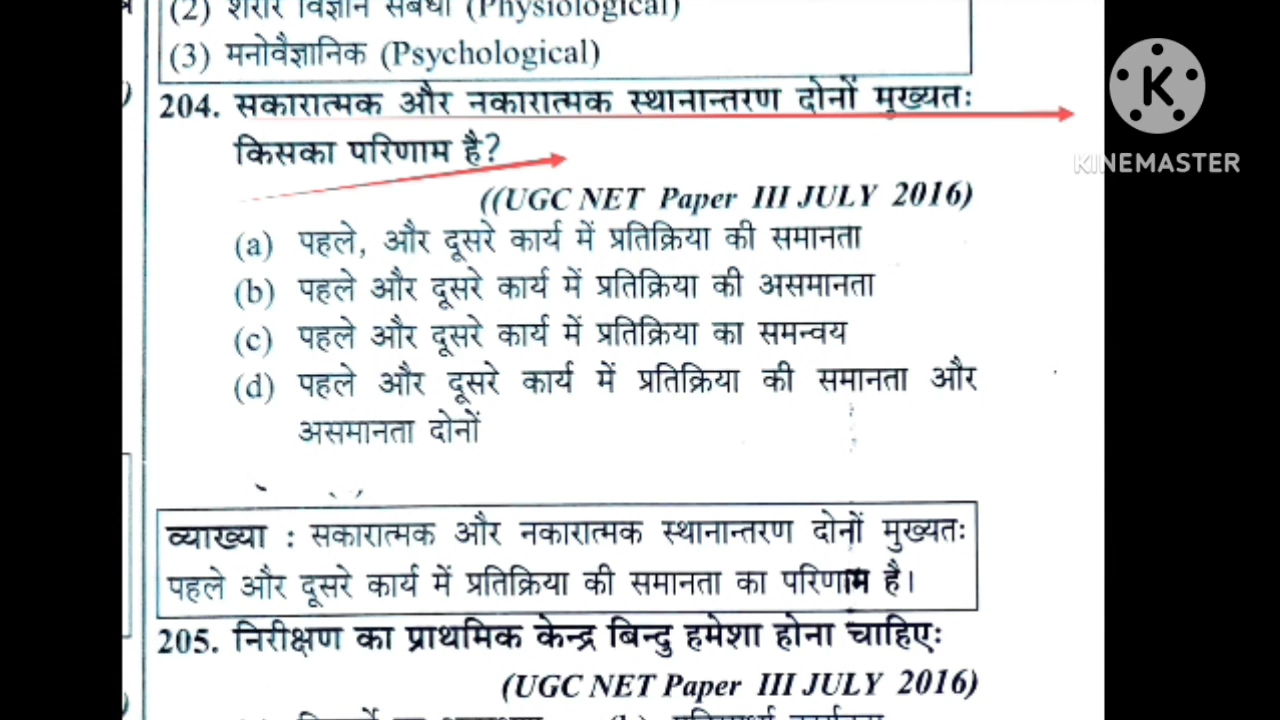 (2) शरीर विज्ञान संबंधी (Physiological)
(3) मनोवैज्ञानिक (Psychological)
204. सकारात्मक और नकारात्मक स्थानान्तरण दोनों मुख्यतः
किसका परिणाम है?
((UGC NET Paper III JULY 2016)
(a) पहले, और दूसरे कार्य में प्रतिक्रिया की समानता
(b) पहले और दूसरे कार्य में प्रतिक्रिया की असमानता
(c) पहले और दूसरे कार्य में प्रतिक्रिया का समन्वय
(d) पहले और दूसरे कार्य में प्रतिक्रिया की समानता और
असमानता दोनों
व्याख्या : सकारात्मक और नकारात्मक स्थानान्तरण दोनों मुख्यतः
पहले और दूसरे कार्य में प्रतिक्रिया की समानता का परिणाम है।
205. निरीक्षण का प्राथमिक केन्द्र बिन्दु हमेशा होना चाहिएः
(UGC NET Paper III JULY 2016)
K
KINEMASTER